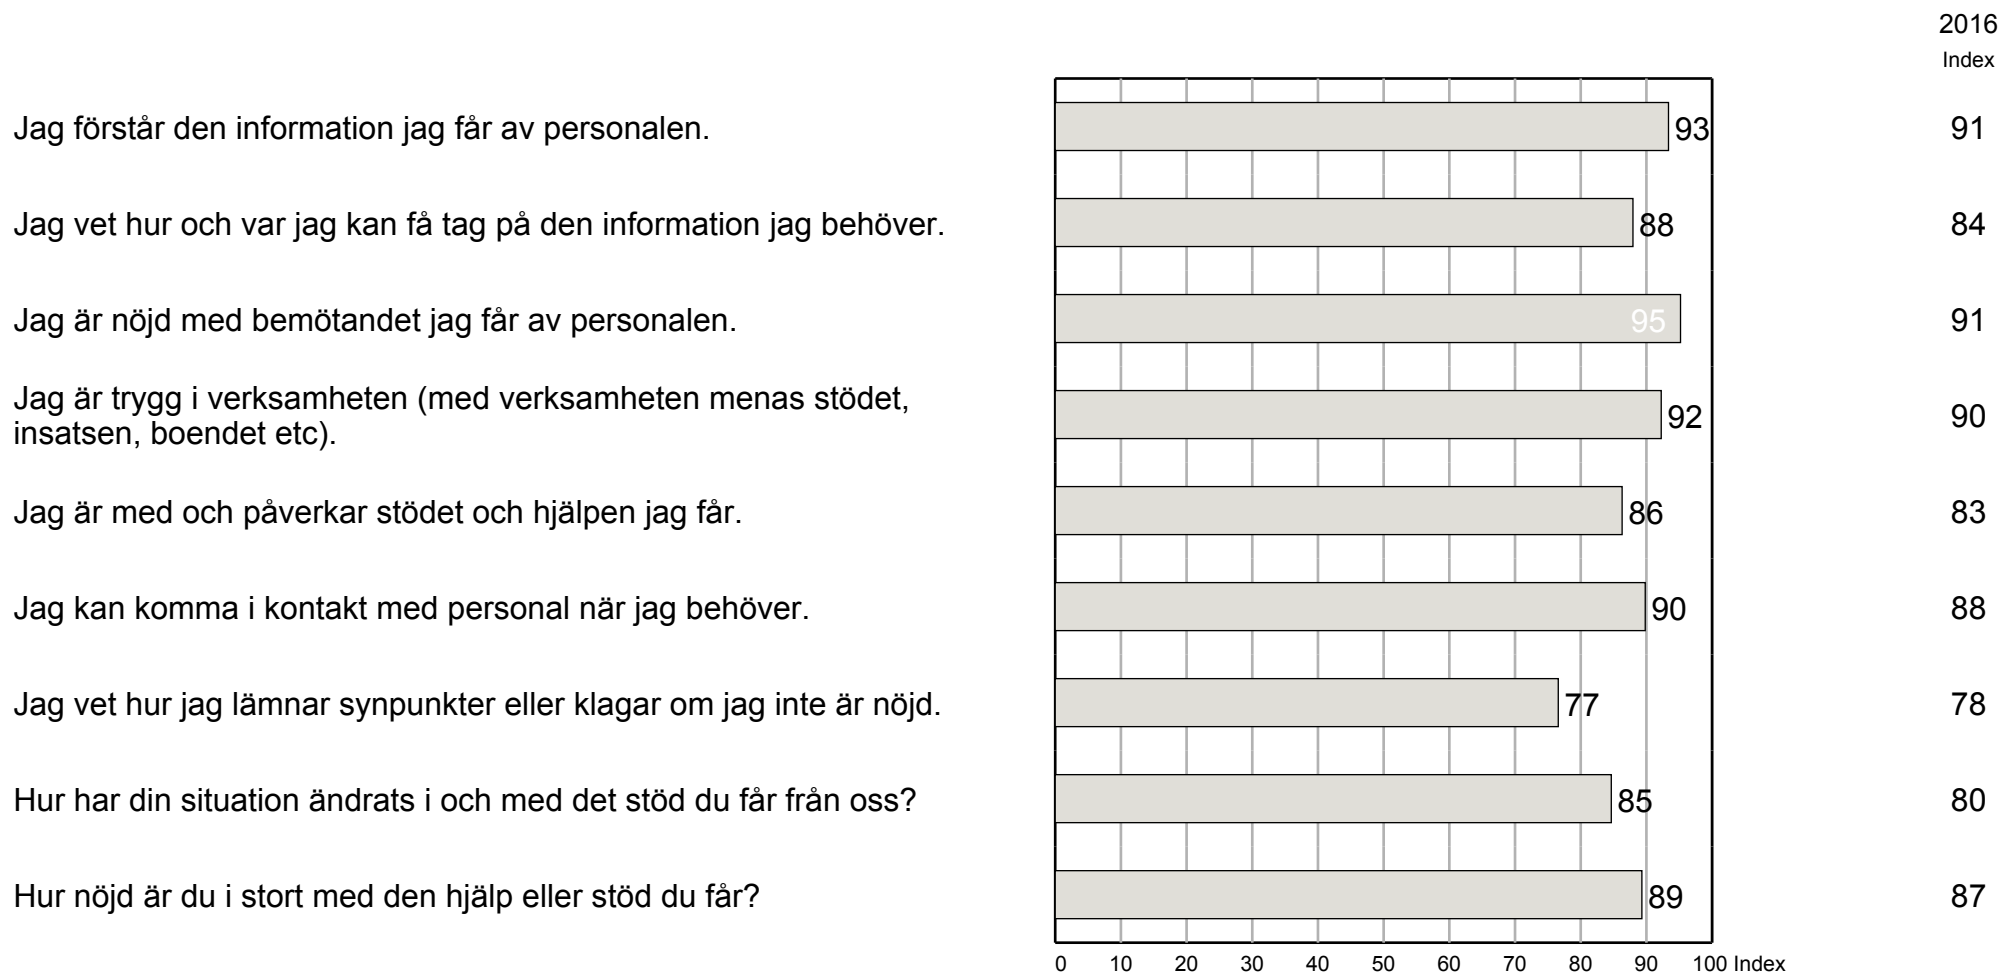 2016
Index
Jag förstår den information jag får av personalen. 93 91
Jag vet hur och var jag kan få tag på den information jag behöver. 88 84
Jag är nöjd med bemötandet jag får av personalen. 95 91
Jag är trygg i verksamheten (med verksamheten menas stödet,
insatsen, boendet etc). 92 90
Jag är med och påverkar stödet och hjälpen jag får. 86 83
Jag kan komma i kontakt med personal när jag behöver. 90 88
Jag vet hur jag lämnar synpunkter eller klagar om jag inte är nöjd. 77 78
Hur har din situation ändrats i och med det stöd du får från oss? 85 80
Hur nöjd är du i stort med den hjälp eller stöd du får? 89 87
0 10 20 30 40 50 60 70 80 90 100 Index